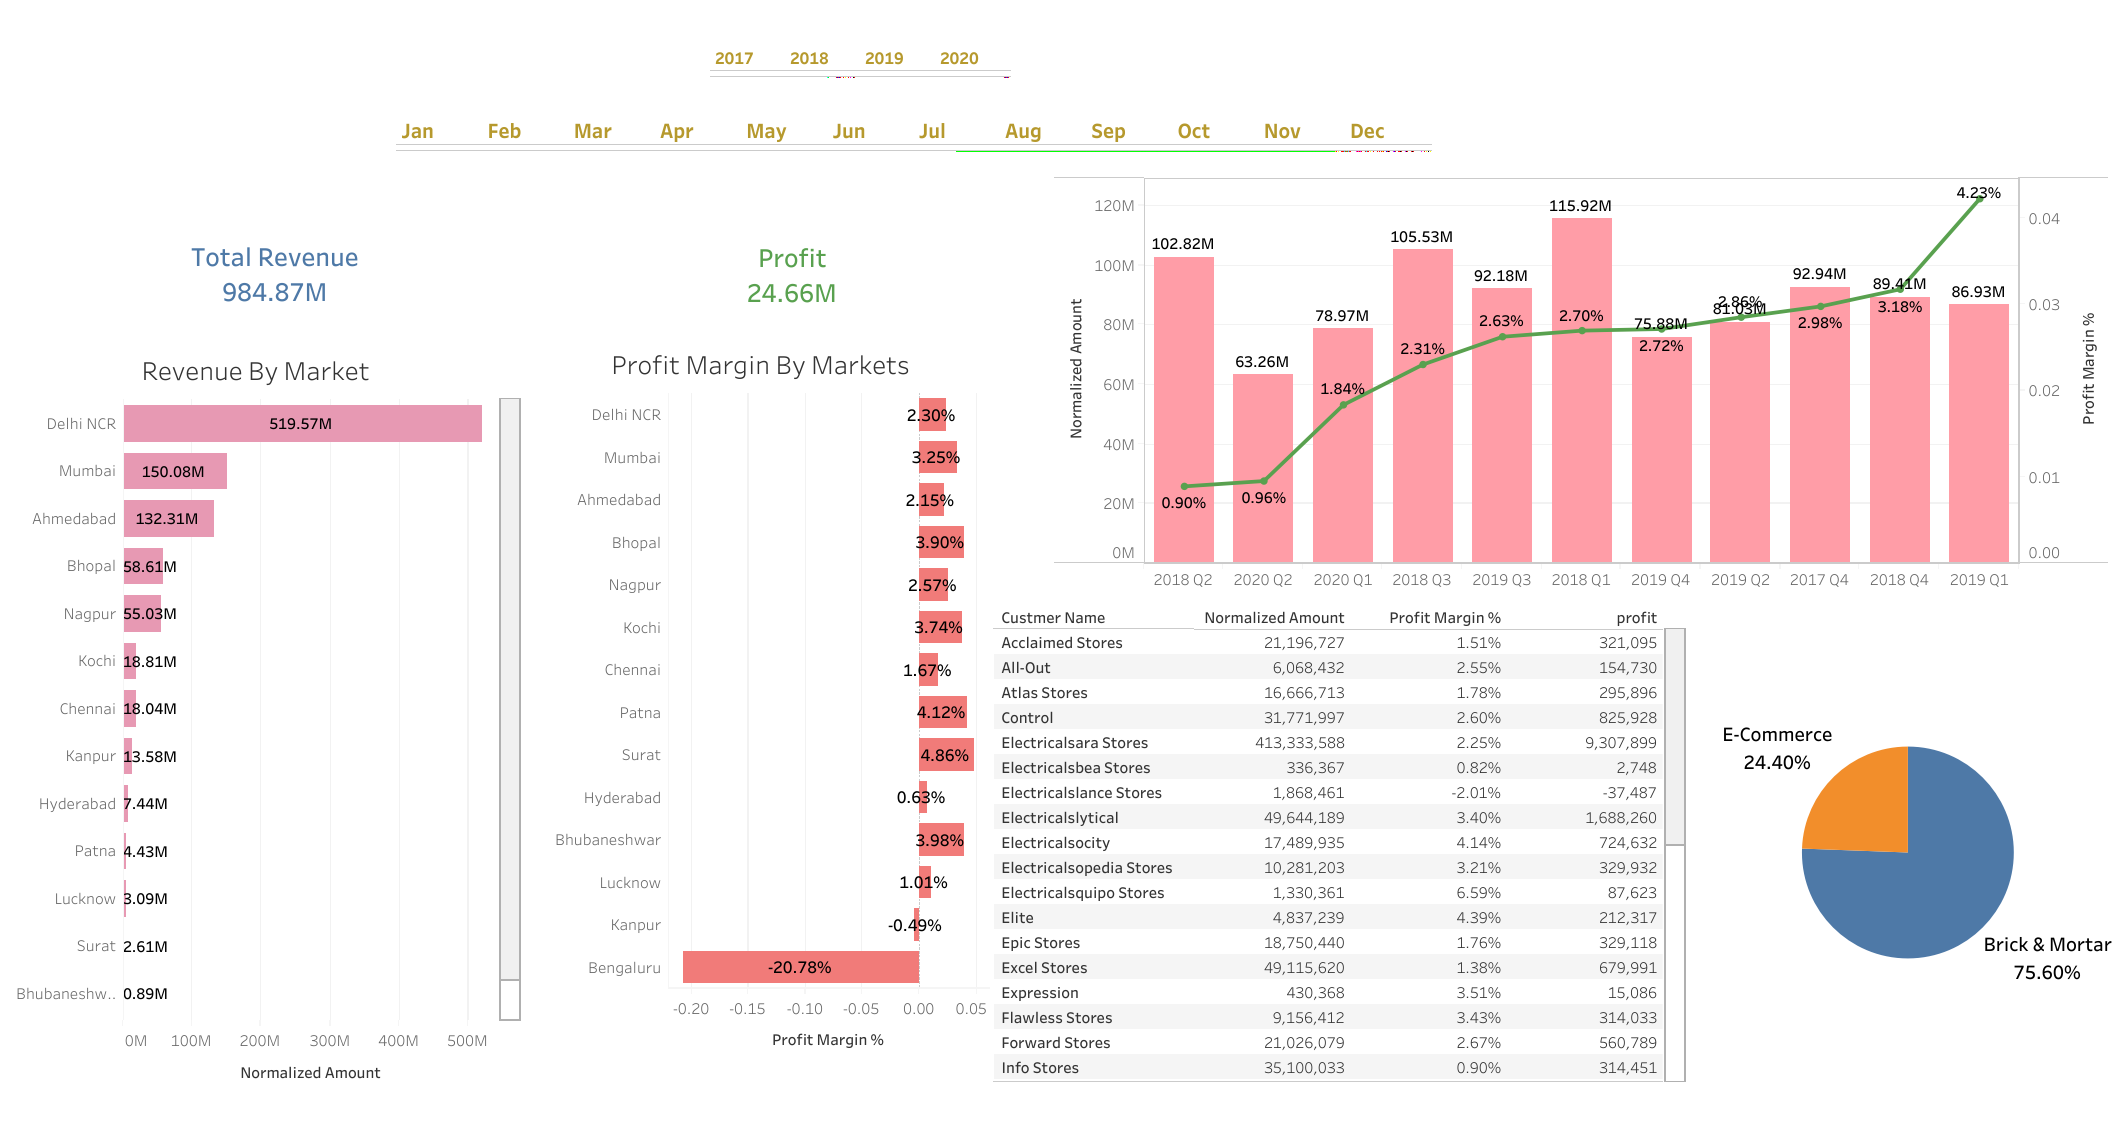 2017 2018 2019 2020
Jan Feb Mar Apr May Jun Jul Aug Sep Oct Nov Dec
Total Revenue
984.87M
Profit
24.66M
Revenue By Market
Delhi NCR 519.57M
Mumbai 150.08M
Ahmedabad 132.31M
Bhopal 58.61M
Nagpur 55.03M
Kochi 18.81M
Chennai 18.04M
Kanpur 13.58M
Hyderabad 7.44M
Patna 4.43M
Lucknow 3.09M
Surat 2.61M
Bhubaneshw.. 0.89M
0M 100M 200M 300M 400M 500M
Normalized Amount
Profit Margin By Markets
Delhi NCR 2.30%
Mumbai 3.25%
Ahmedabad 2.15%
Bhopal 3.90%
Nagpur 2.57%
Kochi 3.74%
Chennai 1.67%
Patna 4.12%
Surat 4.86%
Hyderabad 0.63%
Bhubaneshwar 3.98%
Lucknow 1.01%
Kanpur -0.49%
Bengaluru -20.78%
-0.20 -0.15 -0.10 -0.05 0.00 0.05
Profit Margin %
Normalized Amount
120M
100M
80M
60M
40M
20M
0M
102.82M 63.26M 78.97M 105.53M 92.18M 115.92M 75.88M 81.03M 92.94M 89.41M 86.93M
0.90% 0.96% 1.84% 2.31% 2.63% 2.70% 2.72% 2.86% 2.98% 3.18% 4.23%
0.04
0.03
0.02
0.01
0.00
Profit Margin %
2018 Q2 2020 Q2 2020 Q1 2018 Q3 2019 Q3 2018 Q1 2019 Q4 2019 Q2 2017 Q4 2018 Q4 2019 Q1
Custmer Name Normalized Amount Profit Margin % profit
Acclaimed Stores 21,196,727 1.51% 321,095
All-Out 6,068,432 2.55% 154,730
Atlas Stores 16,666,713 1.78% 295,896
Control 31,771,997 2.60% 825,928
Electricalsara Stores 413,333,588 2.25% 9,307,899
Electricalsbea Stores 336,367 0.82% 2,748
Electricalslance Stores 1,868,461 -2.01% -37,487
Electricalslytical 49,644,189 3.40% 1,688,260
Electricalsocity 17,489,935 4.14% 724,632
Electricalsopedia Stores 10,281,203 3.21% 329,932
Electricalsquipo Stores 1,330,361 6.59% 87,623
Elite 4,837,239 4.39% 212,317
Epic Stores 18,750,440 1.76% 329,118
Excel Stores 49,115,620 1.38% 679,991
Expression 430,368 3.51% 15,086
Flawless Stores 9,156,412 3.43% 314,033
Forward Stores 21,026,079 2.67% 560,789
Info Stores 35,100,033 0.90% 314,451
E-Commerce
24.40%
Brick & Mortar
75.60%